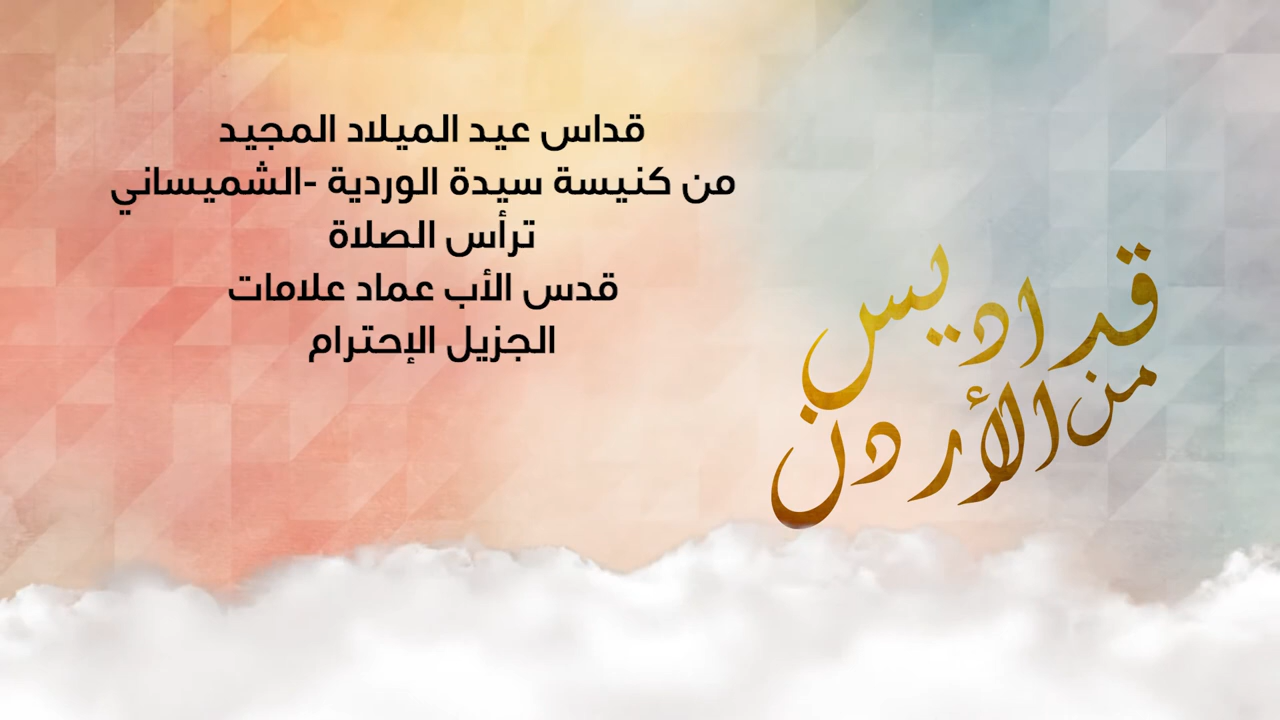 قداس عيد الميلاد المجيد
من كنيسة سيدة الوردية -الشميساني
ترأس الصلاة
قدس الأب عماد علامات
الجزيل الإحترام
قداديس
من الأردن